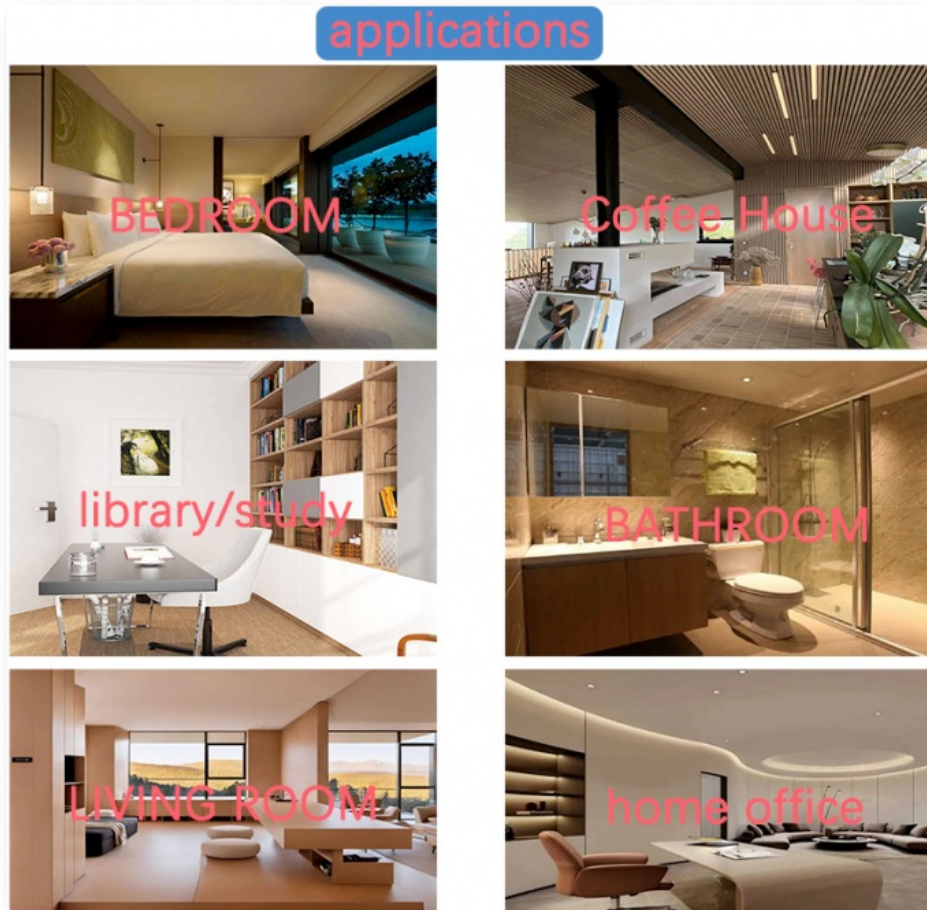 applications
BEDROOM
Coffee House
library/study
BATHROOM
LIVING ROOM
home office